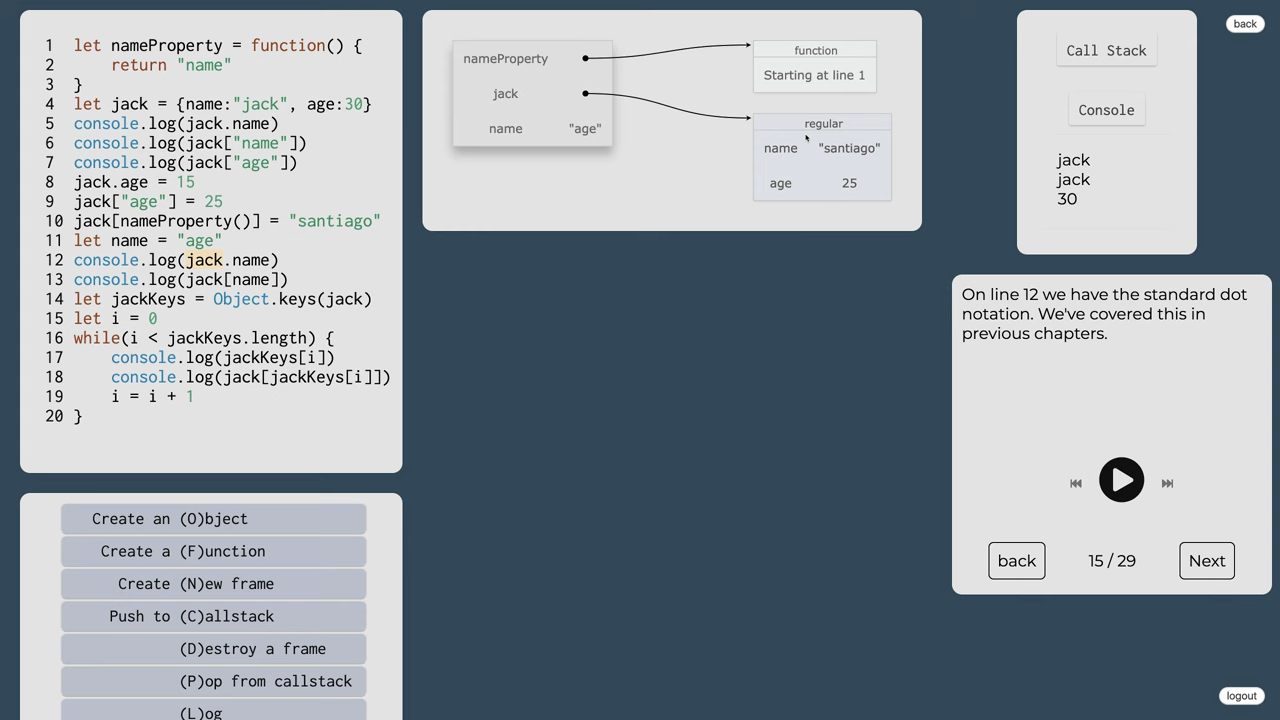 1 let nameProperty = function() {
2 return "name"
3 }
4 let jack = {name:"jack", age:30}
5 console.log(jack.name)
6 console.log(jack["name"])
7 console.log(jack["age"])
8 jack.age = 15
9 jack["age"] = 25
10 jack[nameProperty()] = "santiago"
11 let name = "age"
12 console.log(jack.name)
13 console.log(jack[name])
14 let jackKeys = Object.keys(jack)
15 let i = 0
16 while(i < jackKeys.length) {
17 console.log(jackKeys[i])
18 console.log(jack[jackKeys[i]])
19 i = i + 1
20 }
Create an (O)bject
Create a (F)unction
Create (N)ew frame
Push to (C)allstack
(D)estroy a frame
(P)op from callstack
(L)og
nameProperty
jack
name "age"
function
Starting at line 1
regular
name "santiago"
age 25
Call Stack
Console
jack
jack
30
back
On line 12 we have the standard dot
notation. We've covered this in
previous chapters.
back 15 / 29 Next
logout